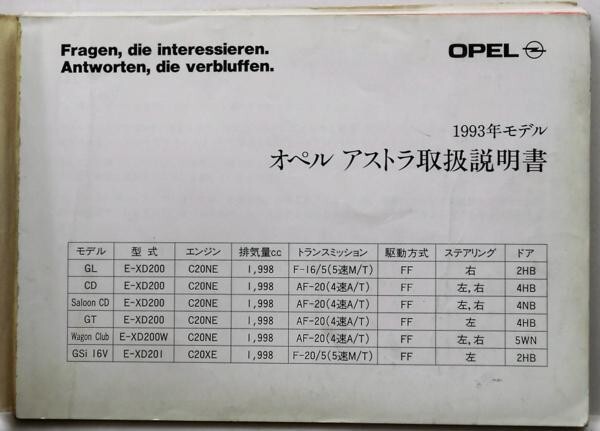 Fragen, die interessieren.
Antworten, die verbluffen.
OPEL
1993年モデル
オペル アストラ取扱説明書
モデル 型式 エンジン 排気量cc トランスミッション 駆動方式 ステアリング ドア
GL E-XD200 C20NE 1,998 F-16/5(5速M/T) FF 右 2HB
CD E-XD200 C20NE 1,998 AF-20(4速A/T) FF 左,右 4HB
Saloon CD E-XD200 C20NE 1,998 AF-20(4速A/T) FF 左,右 4NB
GT E-XD200 C20NE 1,998 AF-20(4速A/T) FF 左 4HB
Wagon Club E-XD200W C20NE 1,998 AF-20(4速A/T) FF 左,右 5WN
GSi 16V E-XD201 C20XE 1,998 F-20/5(5速M/T) FF 左 2HB